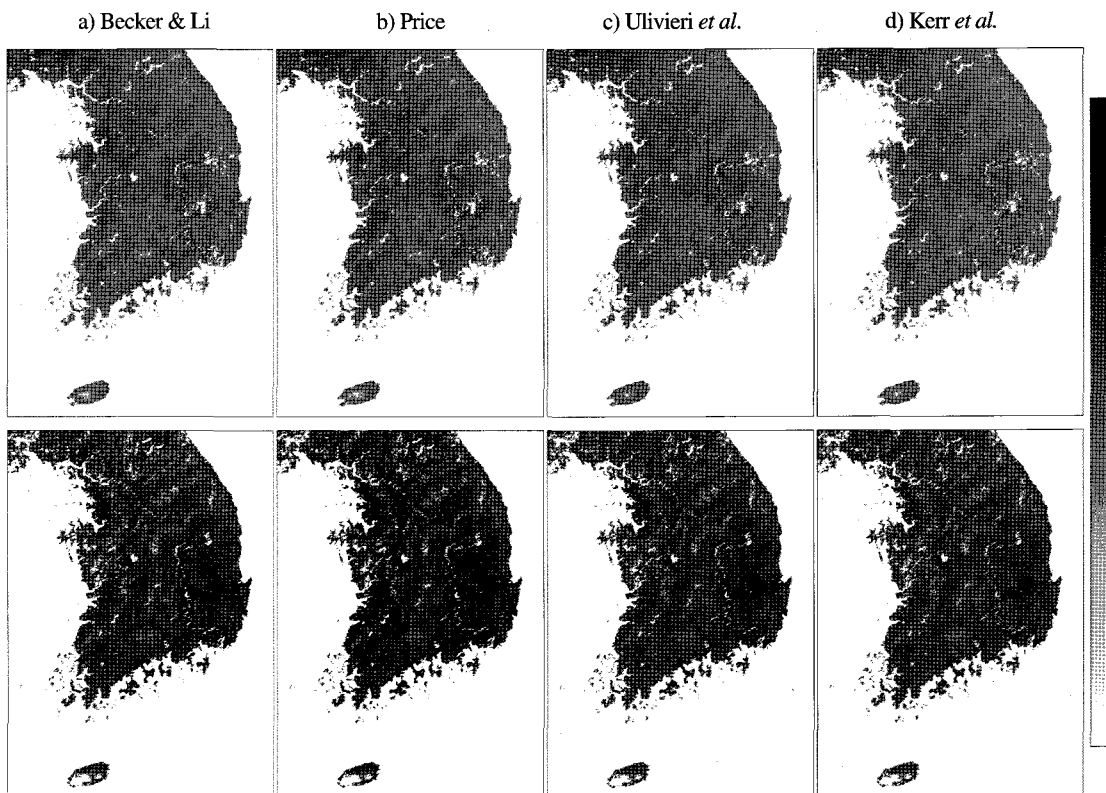 a) Becker & Li
b) Price
c) Ulivieri et al.
d) Kerr et al.